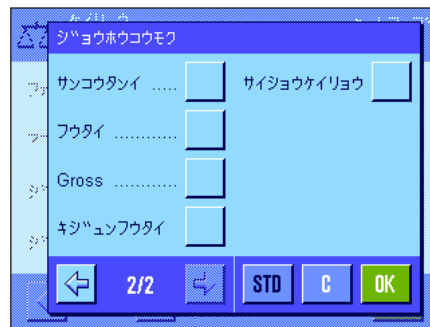 ジョウホウコウモク
サンコウタンイ .....
サイショウケイリョウ
フウタイ ............
Gross ............
キジュンフウタイ
2/2
STD
C
OK